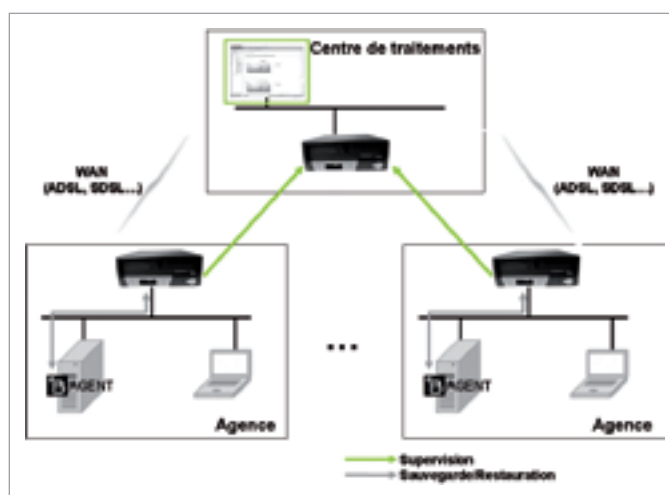 Centre de traitements
WAN
(ADSL, SDSL...)
WAN
(ADSL, SDSL...)
AGENT
Agence
...
AGENT
Agence
Supervision
Sauvegarde/Restauration